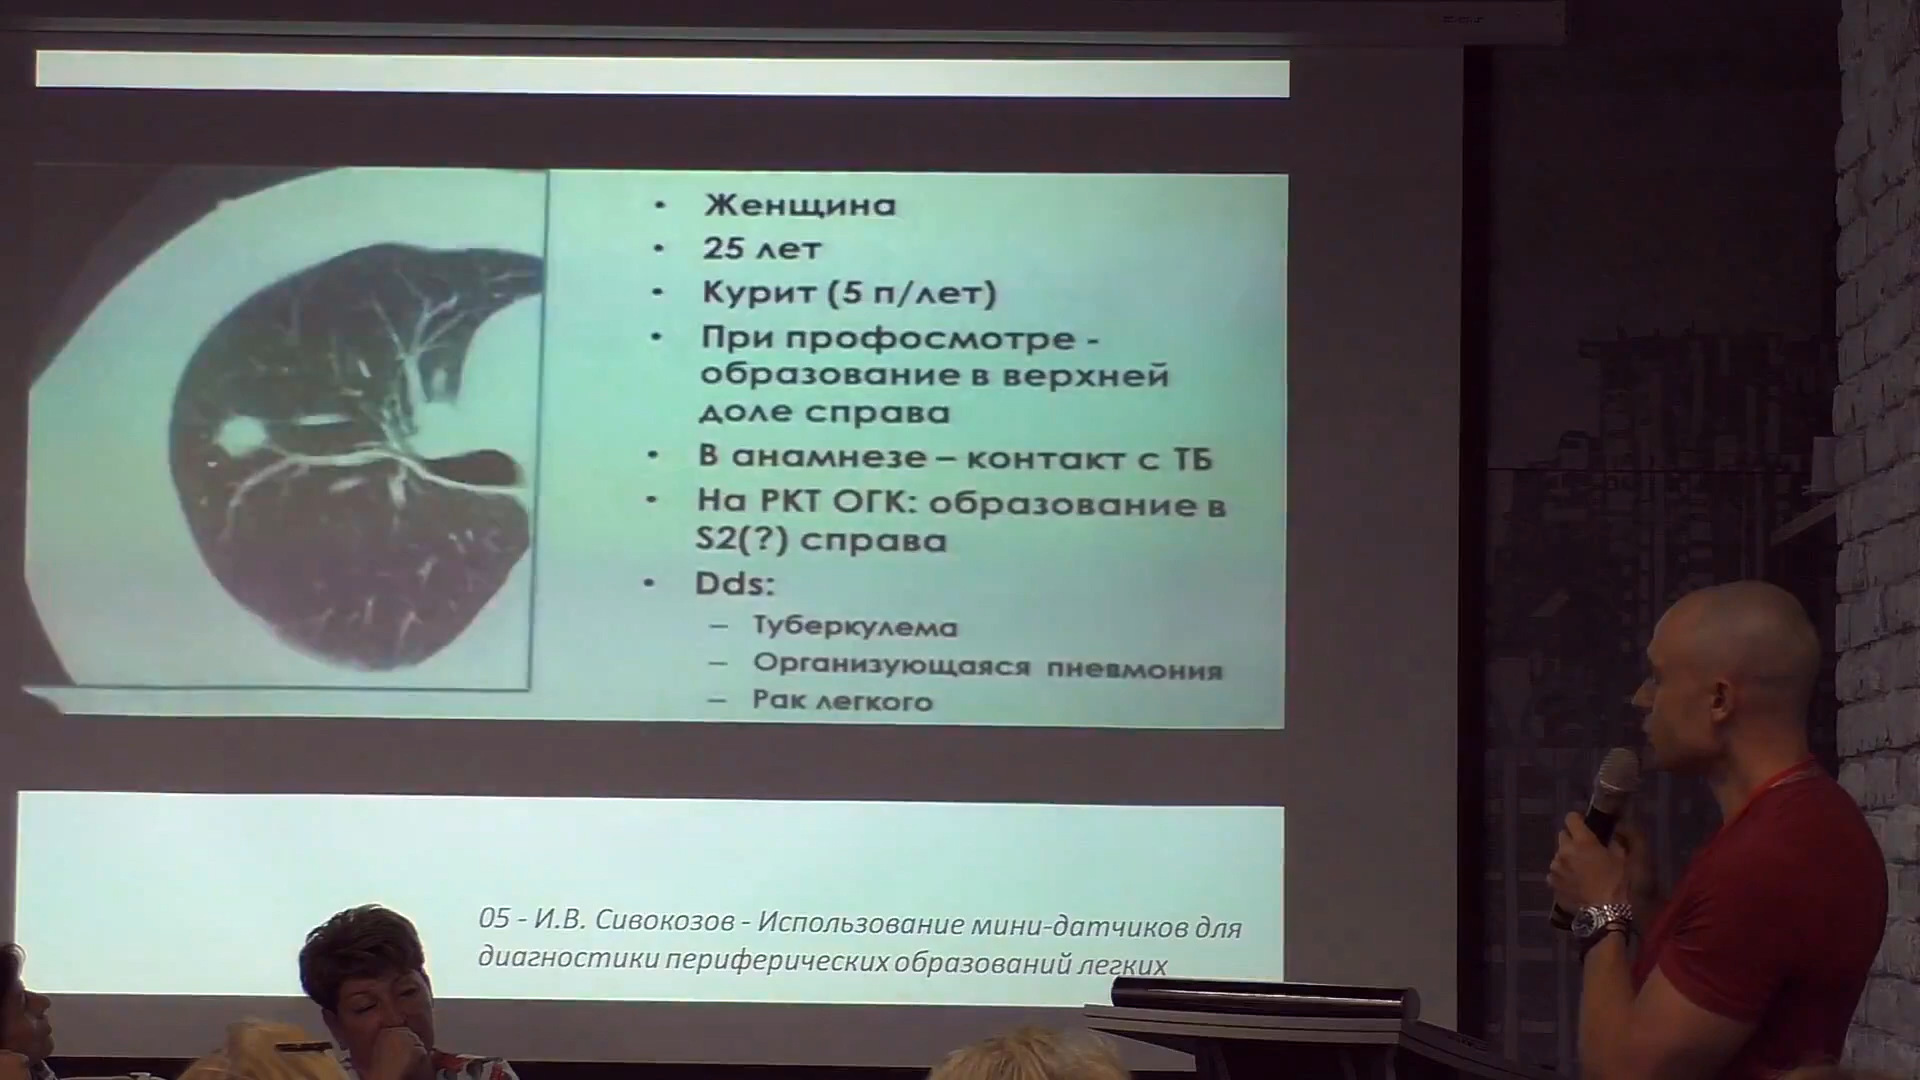 Женщина
25 лет
Курит (5 п/лет)
При профосмотре -
образование в верхней
доле справа
В анамнезе – контакт с ТБ
На РКТ ОГК: образование в
S2(?) справа
Dds:
– Туберкулема
– Организующаяся пневмония
– Рак легкого
05 - И.В. Сивокозов - Использование мини-датчиков для
диагностики периферических образований легких